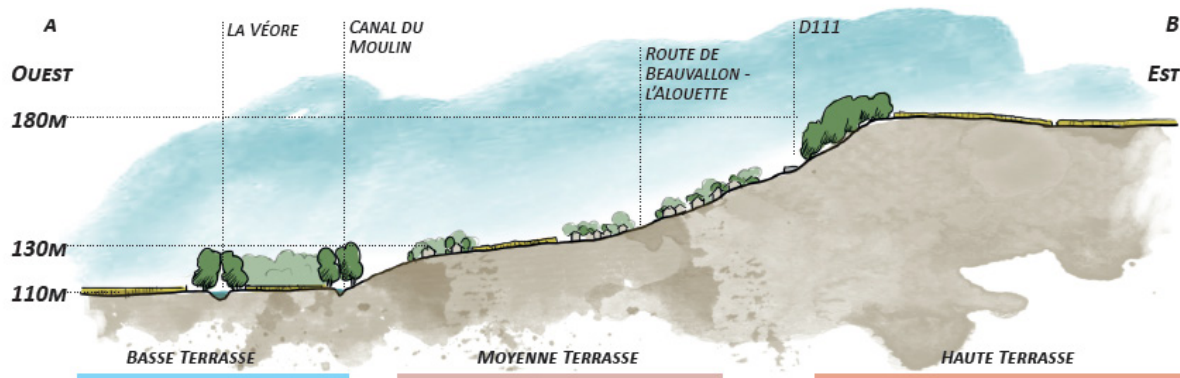 A
B
La Véore
Canal du
Moulin
D111
Ouest
Route de
Beauvallon -
l'Alouette
Est
180m
130m
110m
Basse Terrasse
Moyenne Terrasse
Haute Terrasse